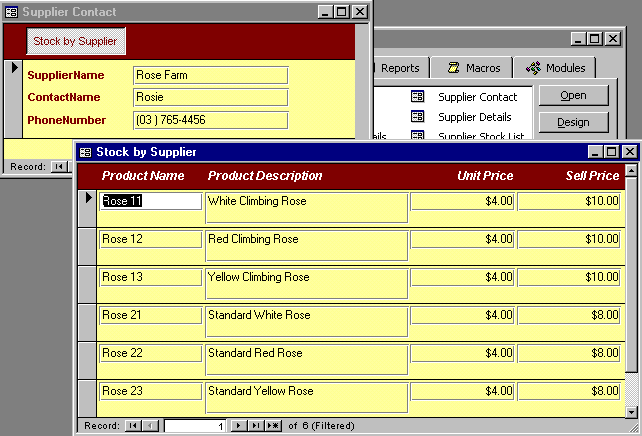 Supplier Contact
Stock by Supplier
SupplierName Rose Farm
ContactName Rosie
PhoneNumber (03 ) 765-4456
Record:
Reports Macros Modules
Supplier Contact Open
Supplier Details
Design
Supplier Stock List
Stock by Supplier
Product Name Product Description Unit Price Sell Price
Rose 11 White Climbing Rose $4.00 $10.00
Rose 12 Red Climbing Rose $4.00 $10.00
Rose 13 Yellow Climbing Rose $4.00 $10.00
Rose 21 Standard White Rose $4.00 $8.00
Rose 22 Standard Red Rose $4.00 $8.00
Rose 23 Standard Yellow Rose $4.00 $8.00
Record: 1 of 6 (Filtered)